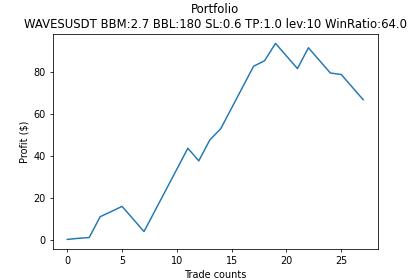 Portfolio
WAVESUSDT BBM:2.7 BBL:180 SL:0.6 TP:1.0 lev:10 WinRatio:64.0
Profit ($)
80
60
40
20
0
0 5 10 15 20 25
Trade counts